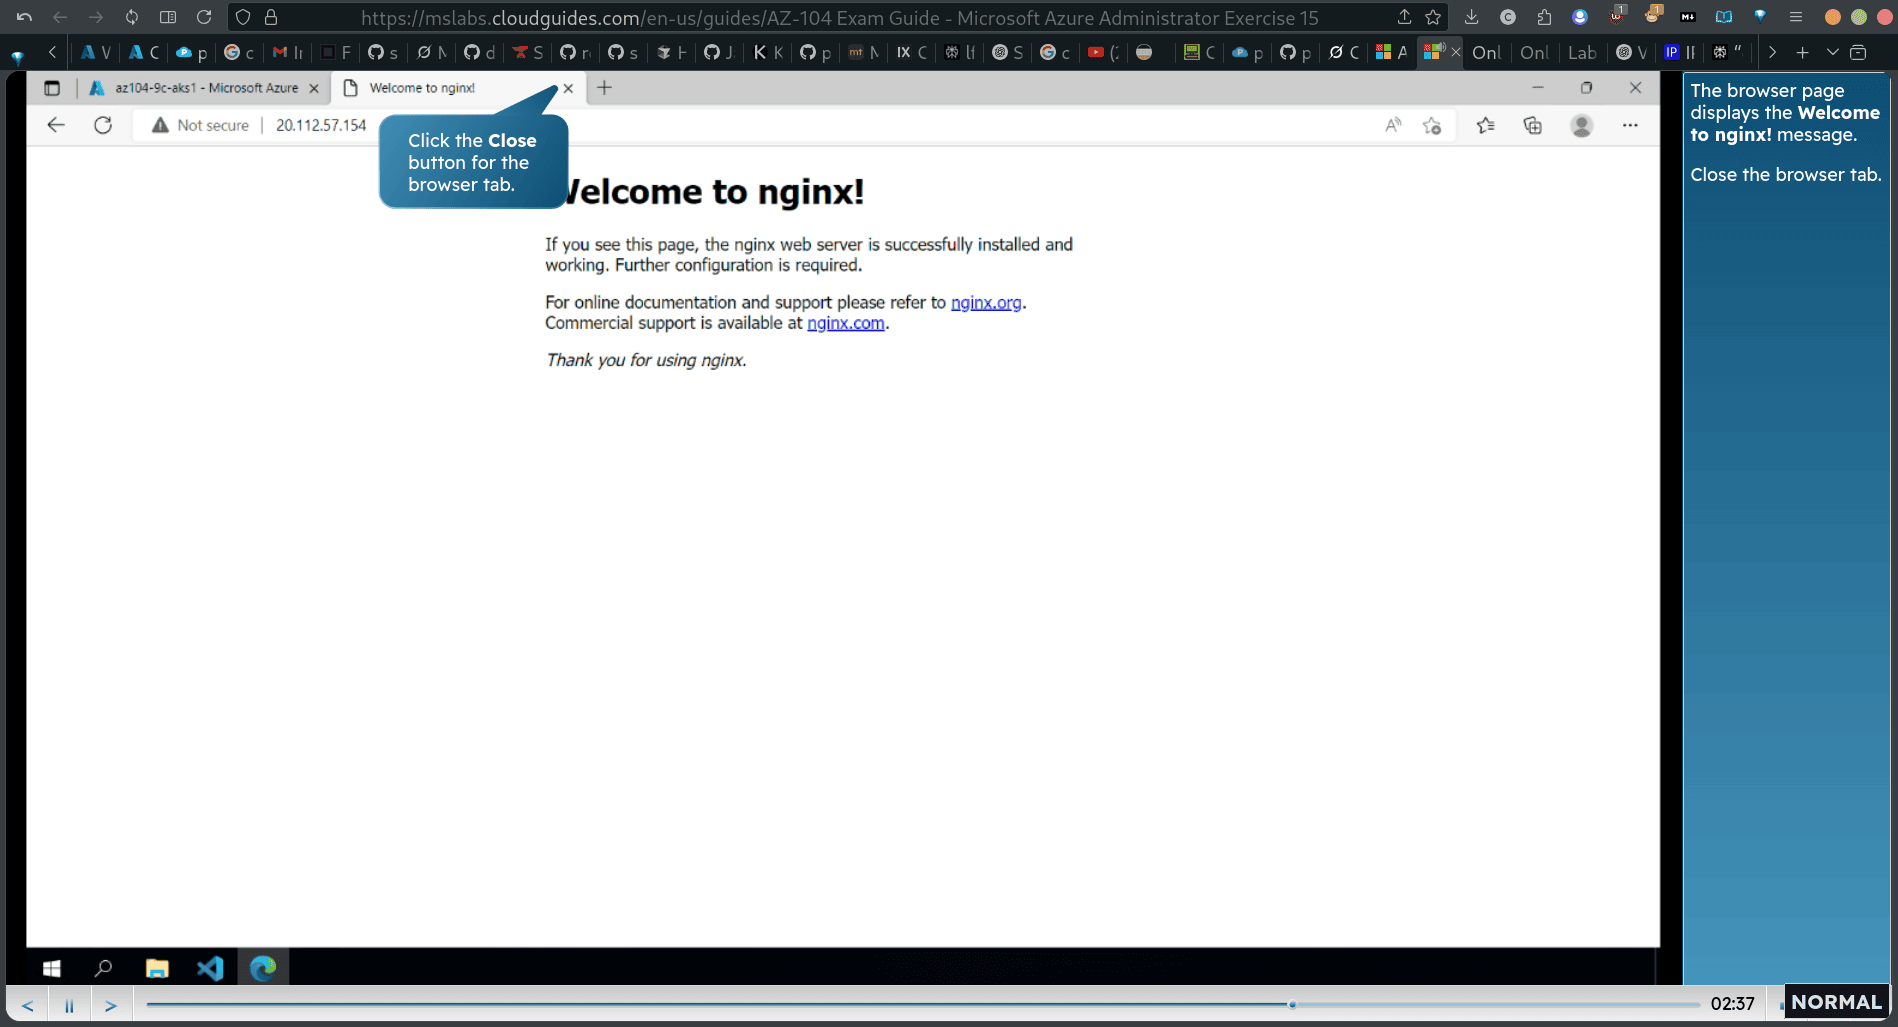 https://mslabs.cloudguides.com/en-us/guides/AZ-104 Exam Guide - Microsoft Azure Administrator Exercise 15
Onl
Onl
Lab
az104-9c-aks1 - Microsoft Azure
Welcome to nginx!
Not secure
20.112.57.154
Click the Close
button for the
browser tab.
Welcome to nginx!
If you see this page, the nginx web server is successfully installed and
working. Further configuration is required.
For online documentation and support please refer to nginx.org.
Commercial support is available at nginx.com.
Thank you for using nginx.
The browser page
displays the Welcome
to nginx! message.
Close the browser tab.
02:37
NORMAL